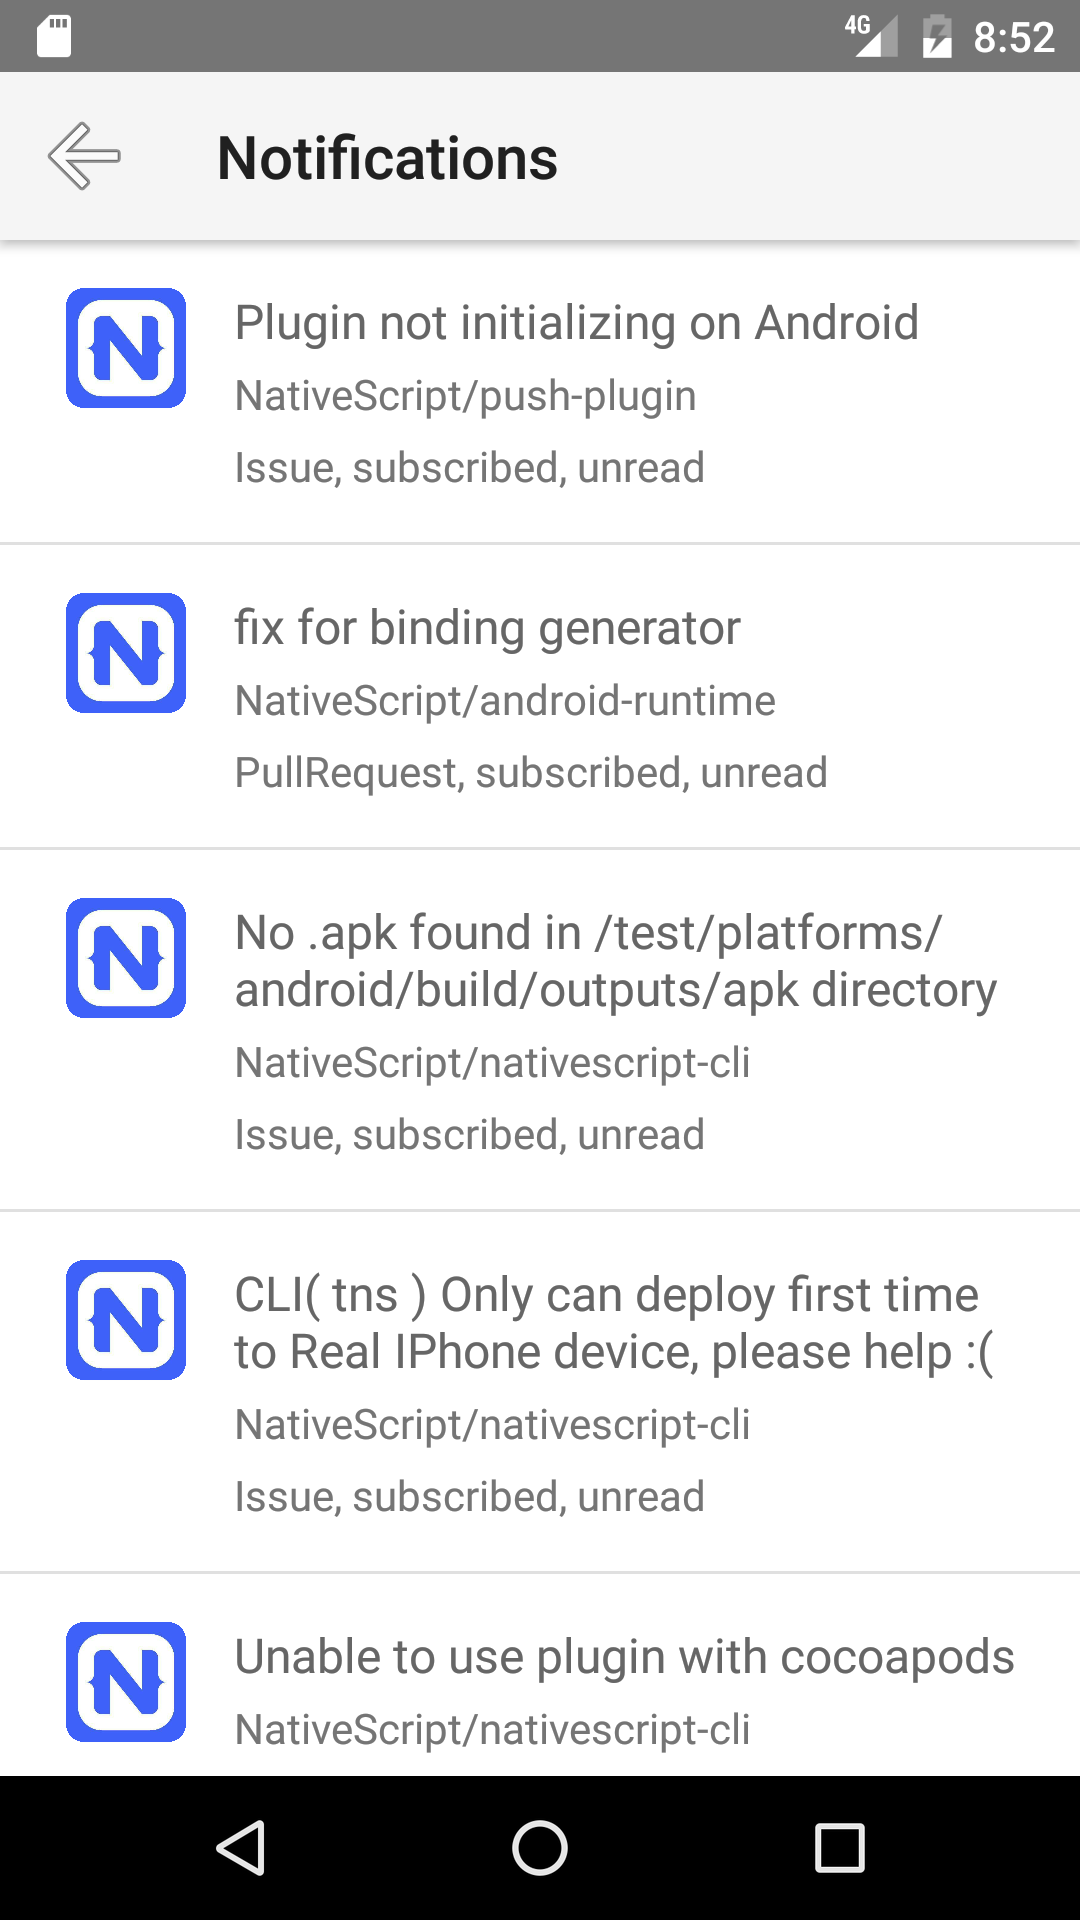 4G 8:52
Notifications
Plugin not initializing on Android
NativeScript/push-plugin
Issue, subscribed, unread
fix for binding generator
NativeScript/android-runtime
PullRequest, subscribed, unread
No .apk found in /test/platforms/
android/build/outputs/apk directory
NativeScript/nativescript-cli
Issue, subscribed, unread
CLI( tns ) Only can deploy first time
to Real IPhone device, please help :(
NativeScript/nativescript-cli
Issue, subscribed, unread
Unable to use plugin with cocoapods
NativeScript/nativescript-cli